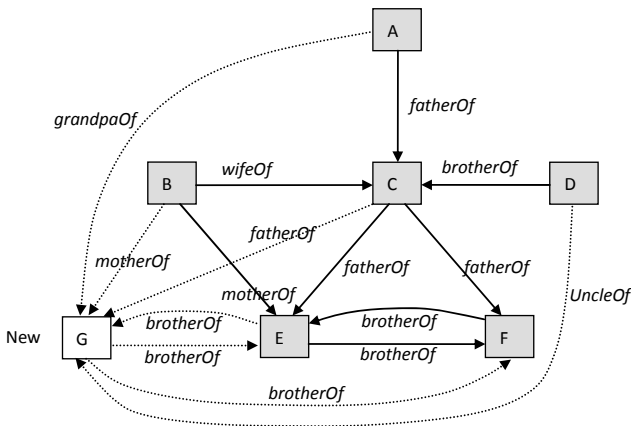 A
fatherOf
grandpaOf
B
wifeOf
C
brotherOf
D
fatherOf
motherOf
fatherOf
fatherOf
motherOf
UncleOf
New
G
brotherOf
brotherOf
E
brotherOf
brotherOf
F
brotherOf